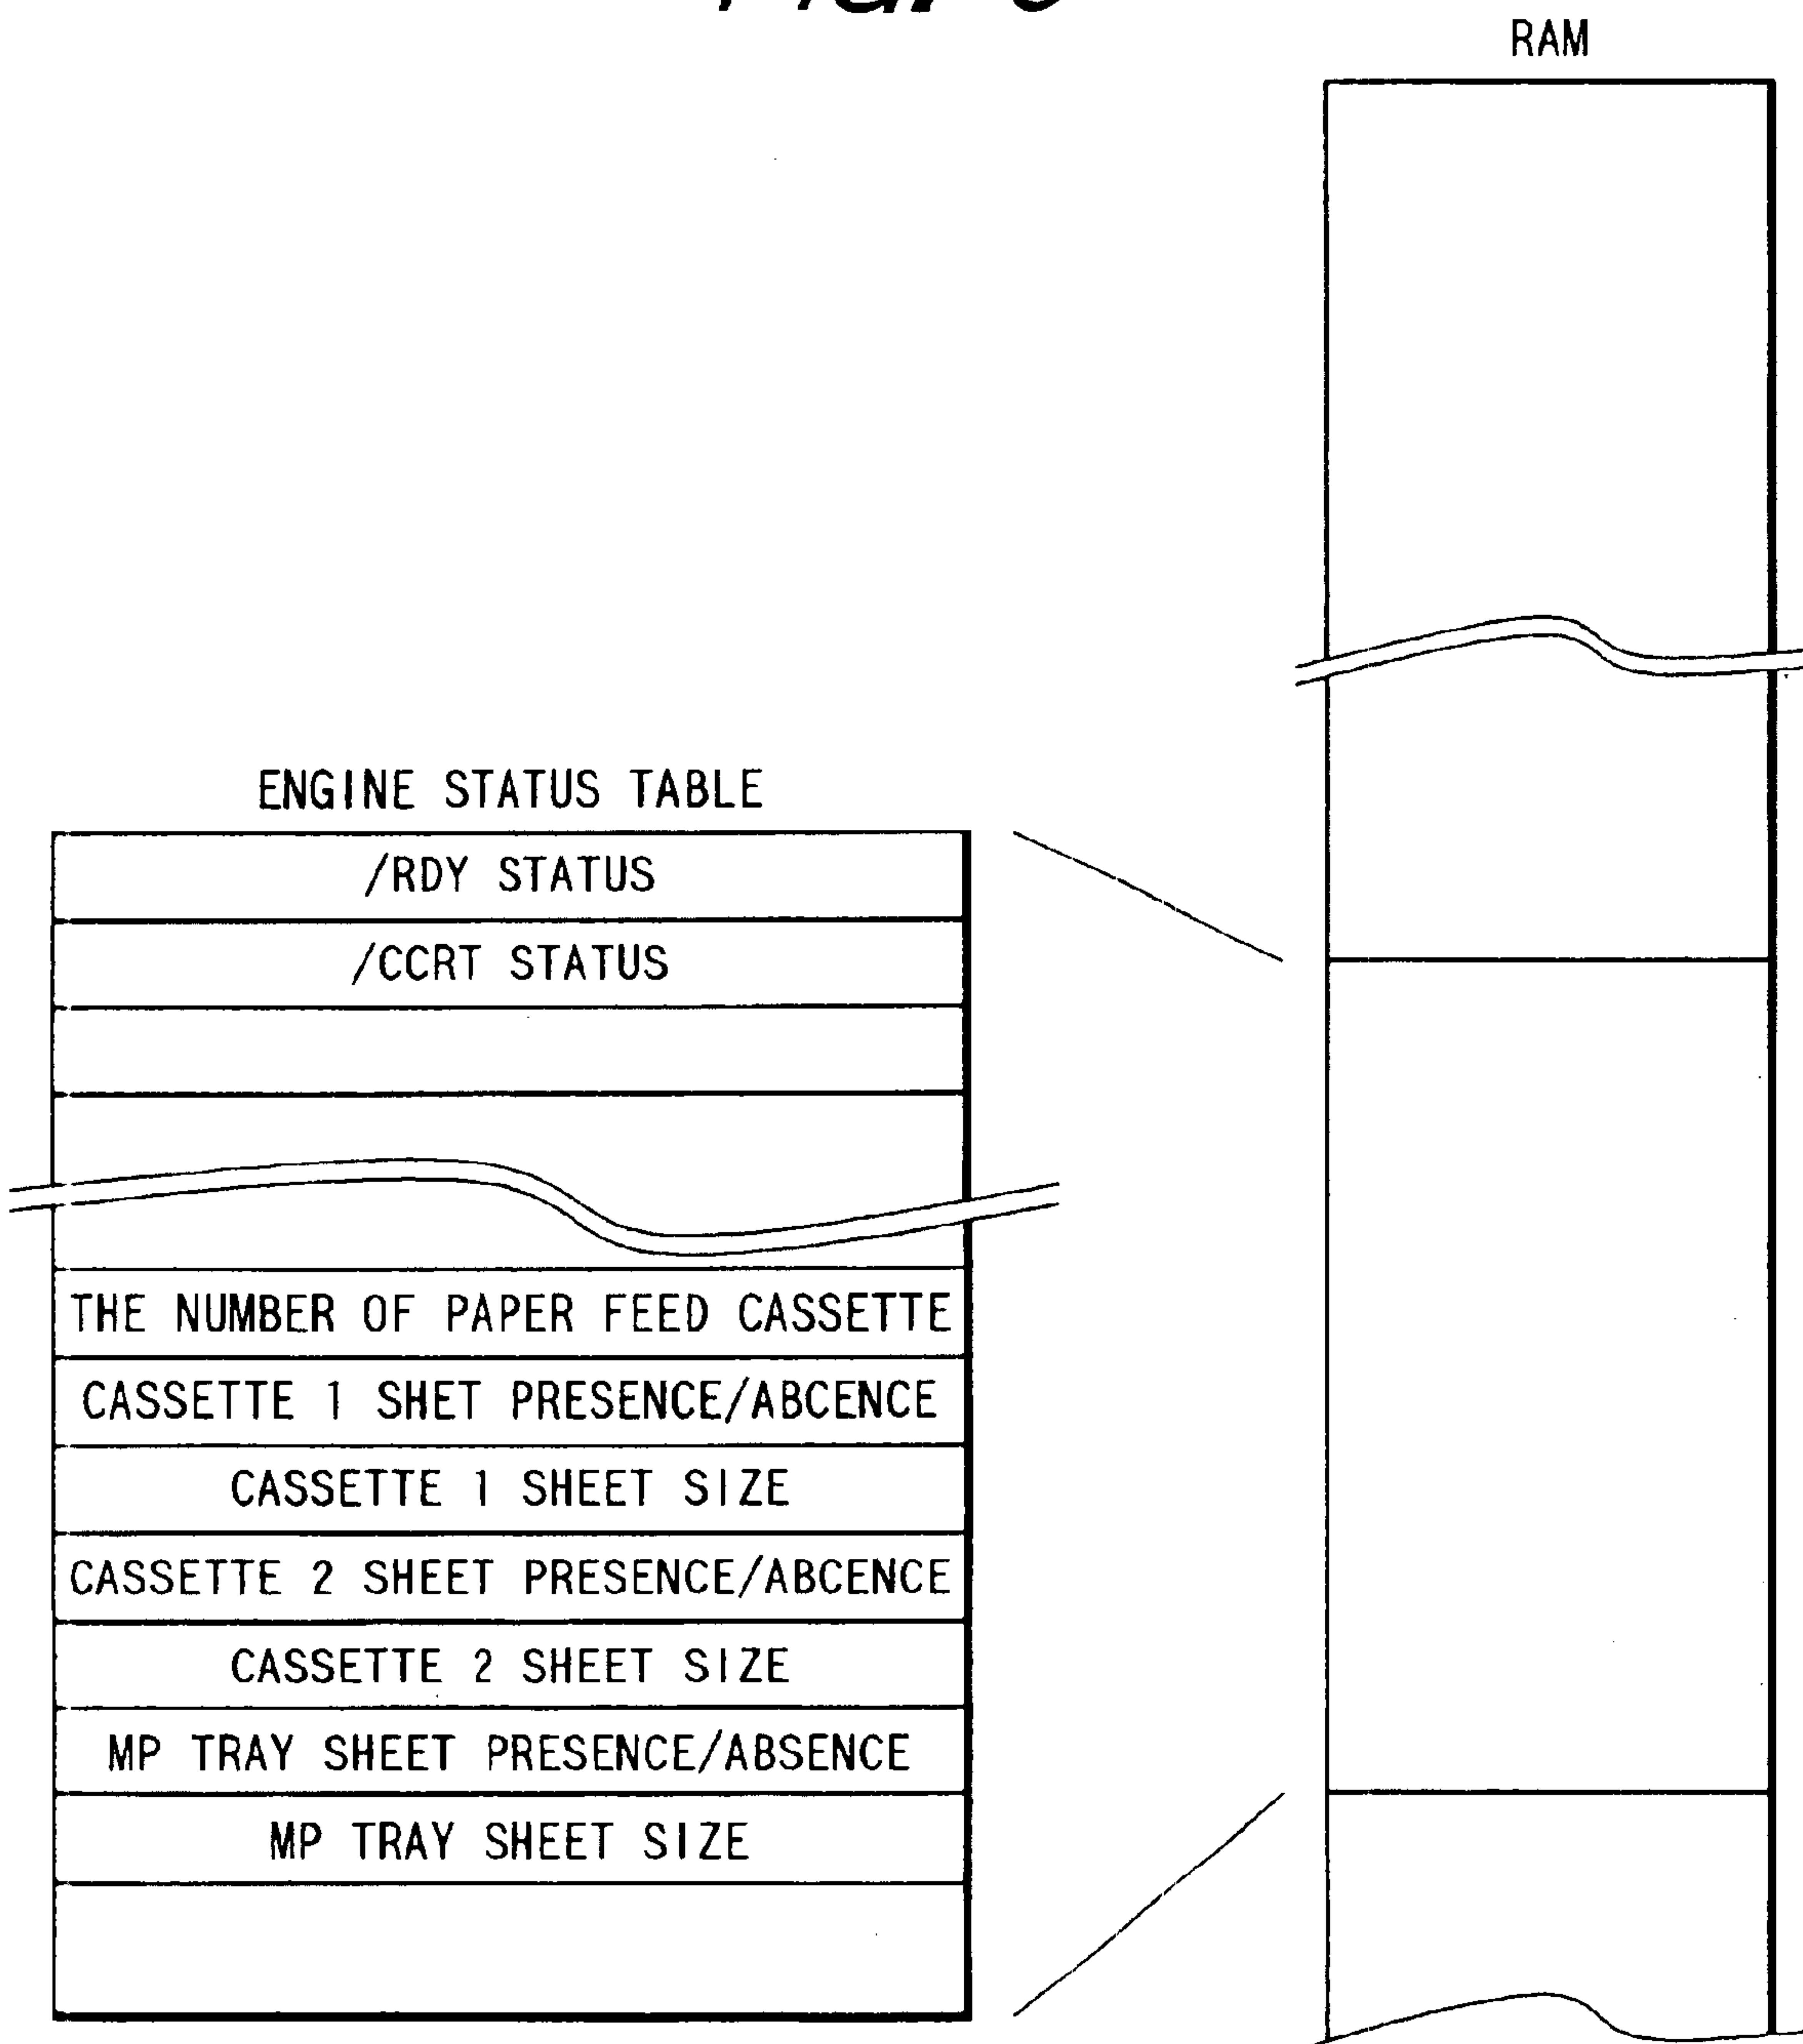 RAM
ENGINE STATUS TABLE
/RDY STATUS
/CCRT STATUS
THE NUMBER OF PAPER FEED CASSETTE
CASSETTE 1 SHET PRESENCE/ABCENCE
CASSETTE 1 SHEET SIZE
CASSETTE 2 SHEET PRESENCE/ABCENCE
CASSETTE 2 SHEET SIZE
MP TRAY SHEET PRESENCE/ABSENCE
MP TRAY SHEET SIZE